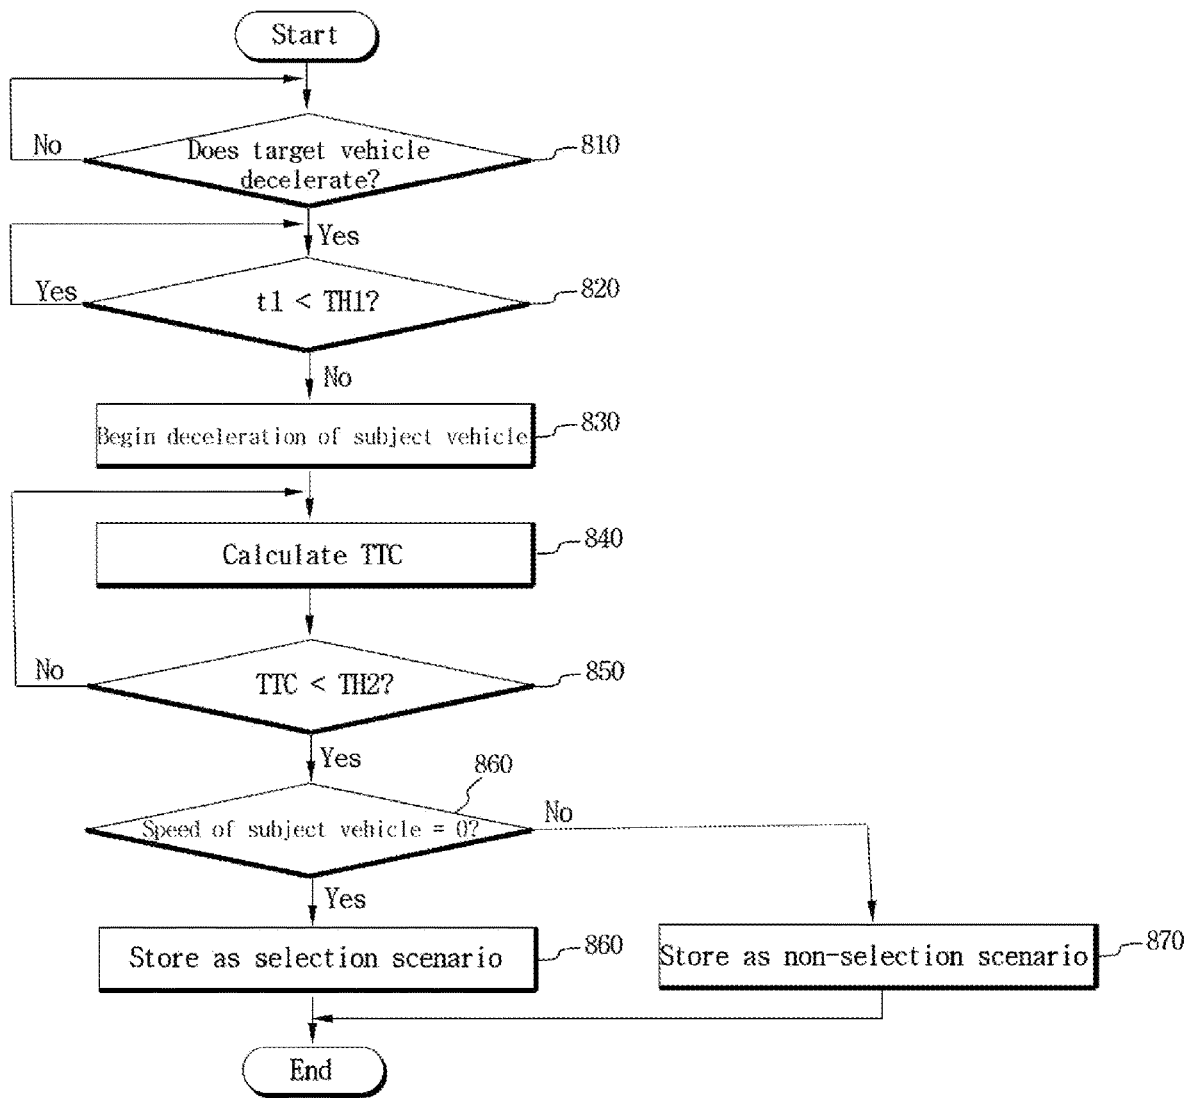 Start
No
Does target vehicle
decelerate?
810
Yes
Yes
t1 < TH1?
820
No
Begin deceleration of subject vehicle
830
Calculate TTC
840
No
TTC < TH2?
850
Yes
860
Speed of subject vehicle = 0?
No
Yes
Store as selection scenario
860
Store as non-selection scenario
870
End